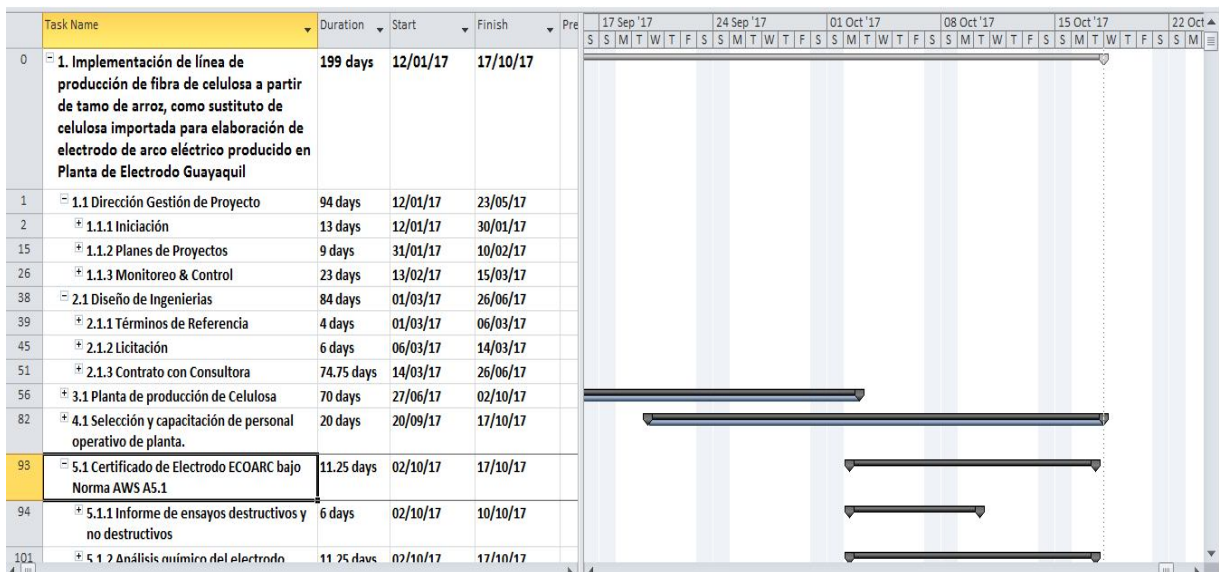 Task Name Duration Start Finish Pre 17 Sep '17 24 Sep '17 01 Oct '17 08 Oct '17 15 Oct '17 22 Oct
S S M T W T F S S M T W T F S S M T W T F S S M T W T F S S M T W T F S S M
0 1. Implementación de línea de 199 days 12/01/17 17/10/17
producción de fibra de celulosa a partir
de tamo de arroz, como sustituto de
celulosa importada para elaboración de
electrodo de arco eléctrico producido en
Planta de Electrodo Guayaquil
1 1.1 Dirección Gestión de Proyecto 94 days 12/01/17 23/05/17
2 1.1.1 Iniciación 13 days 12/01/17 30/01/17
15 1.1.2 Planes de Proyectos 9 days 31/01/17 10/02/17
26 1.1.3 Monitoreo & Control 23 days 13/02/17 15/03/17
38 2.1 Diseño de Ingenierias 84 days 01/03/17 26/06/17
39 2.1.1 Términos de Referencia 4 days 01/03/17 06/03/17
45 2.1.2 Licitación 6 days 06/03/17 14/03/17
51 2.1.3 Contrato con Consultora 74.75 days 14/03/17 26/06/17
56 3.1 Planta de producción de Celulosa 70 days 27/06/17 02/10/17
82 4.1 Selección y capacitación de personal 20 days 20/09/17 17/10/17
operativo de planta.
93 5.1 Certificado de Electrodo ECOARC bajo 11.25 days 02/10/17 17/10/17
Norma AWS A5.1
94 5.1.1 Informe de ensayos destructivos y 6 days 02/10/17 10/10/17
no destructivos
101 5.1.2 Análisis químico del electrodo 11.25 days 02/10/17 17/10/17